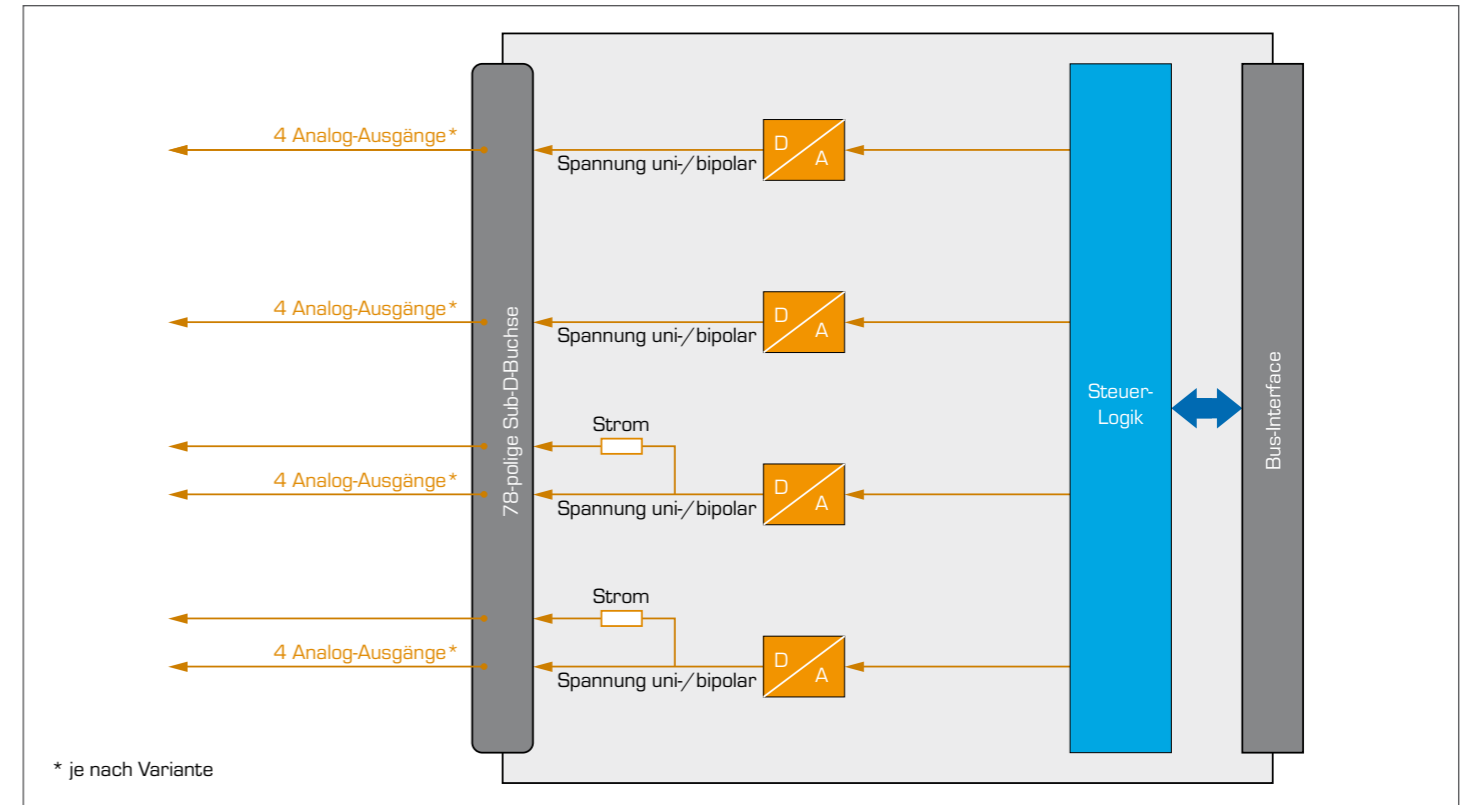 4 Analog-Ausgänge*
Spannung uni-/bipolar
D
A
4 Analog-Ausgänge*
Spannung uni-/bipolar
D
A
78-polige Sub-D-Buchse
Steuer-
Logik
Bus-Interface
Strom
4 Analog-Ausgänge*
Spannung uni-/bipolar
D
A
Strom
4 Analog-Ausgänge*
Spannung uni-/bipolar
D
A
* je nach Variante